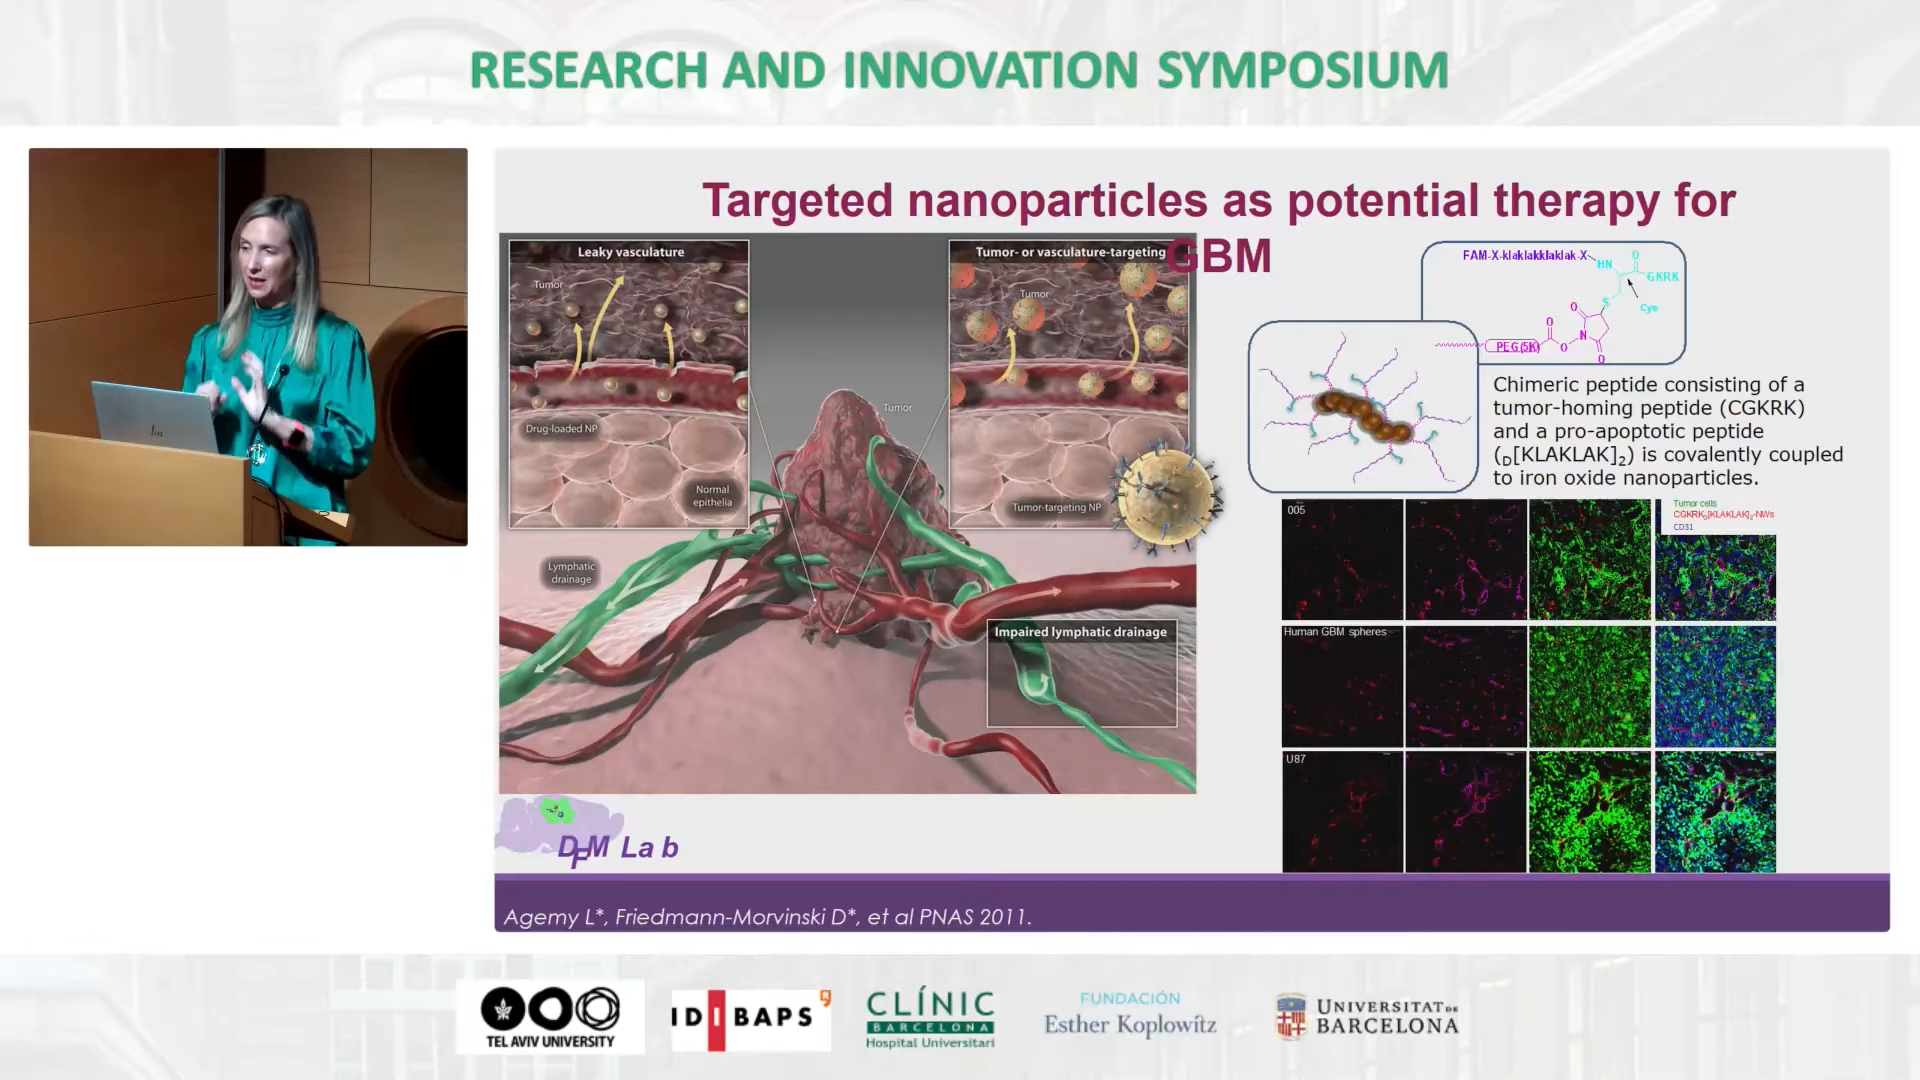 RESEARCH AND INNOVATION SYMPOSIUM
Targeted nanoparticles as potential therapy for
GBM
Leaky vasculature
Tumor
Drug-loaded NP
Normal
epithelia
Tumor- or vasculature-targeting
Tumor
Tumor-targeting NP
Tumor
Lymphatic
drainage
Impaired lymphatic drainage
FAM-X-klaklakklaklak-X
HN
O
GKRK
S
Cys
O
O
N
O
O
PEG(5K)
Chimeric peptide consisting of a
tumor-homing peptide (CGKRK)
and a pro-apoptotic peptide
(D[KLAKLAK]2) is covalently coupled
to iron oxide nanoparticles.
Tumor cells
CGKRKD[KLAKLAK]2-NWs
CD31
005
Human GBM spheres
U87
DFM Lab
Agemy L*, Friedmann-Morvinski D*, et al PNAS 2011.
TEL AVIV UNIVERSITY
IDIBAPS
CLÍNIC
BARCELONA
Hospital Universitari
FUNDACIÓN
Esther Koplowitz
UNIVERSITAT DE
BARCELONA